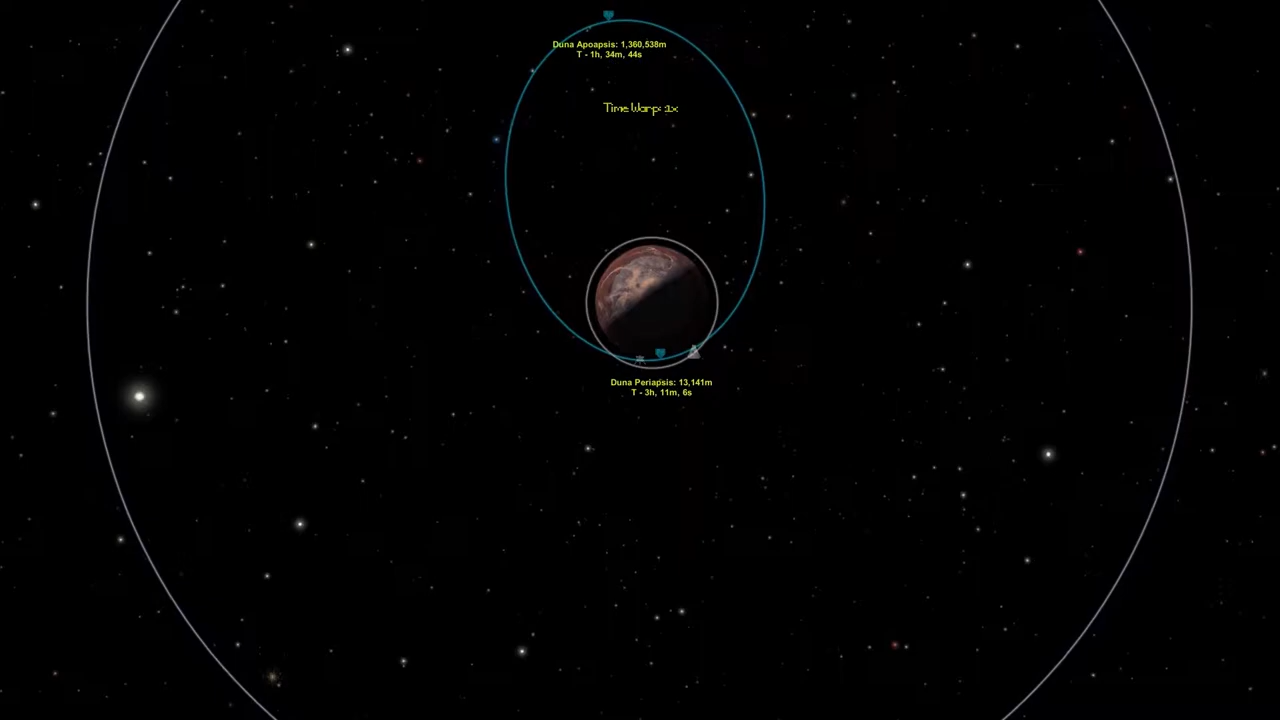 Duna Apoapsis: 1,360,538m
T - 1h, 34m, 44s
Time Warp: 1x
Duna Periapsis: 13,141m
T - 3h, 11m, 6s